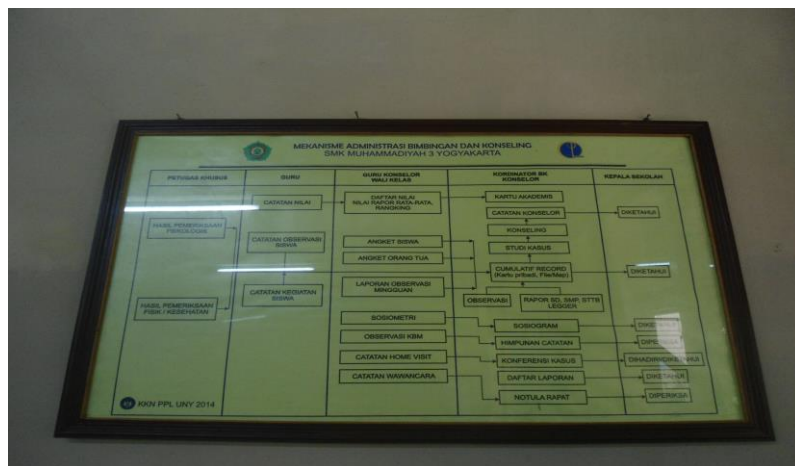 MEKANISME ADMINISTRASI BIMBINGAN DAN KONSELING
SMK MUHAMMADIYAH 3 YOGYAKARTA
PETUGAS KHUSUS
GURU
GURU KONSELOR
WALI KELAS
KORDINATOR BK
KONSELOR
KEPALA SEKOLAH
HASIL PEMERIKSAAN
PSIKOLOGIS
HASIL PEMERIKSAAN
FISIK / KESEHATAN
CATATAN NILAI
CATATAN OBSERVASI
SISWA
CATATAN KEGIATAN
SISWA
DAFTAR NILAI
NILAI RAPOR RATA-RATA,
RANGKING
ANGKET SISWA
ANGKET ORANG TUA
LAPORAN OBSERVASI
MINGGUAN
SOSIOMETRI
OBSERVASI KBM
CATATAN HOME VISIT
CATATAN WAWANCARA
KARTU AKADEMIS
CATATAN KONSELOR
KONSELING
STUDI KASUS
CUMULATIF RECORD
(Kartu pribadi, File/Map)
OBSERVASI
RAPOR SD, SMP, STTB
LEGGER
SOSIOGRAM
HIMPUNAN CATATAN
KONFERENSI KASUS
DAFTAR LAPORAN
NOTULA RAPAT
DIKETAHUI
DIKETAHUI
DIKETAHUI
DIPERIKSA
DIHADIRI/DIKETAHUI
DIKETAHUI
DIPERIKSA
KKN PPL UNY 2014